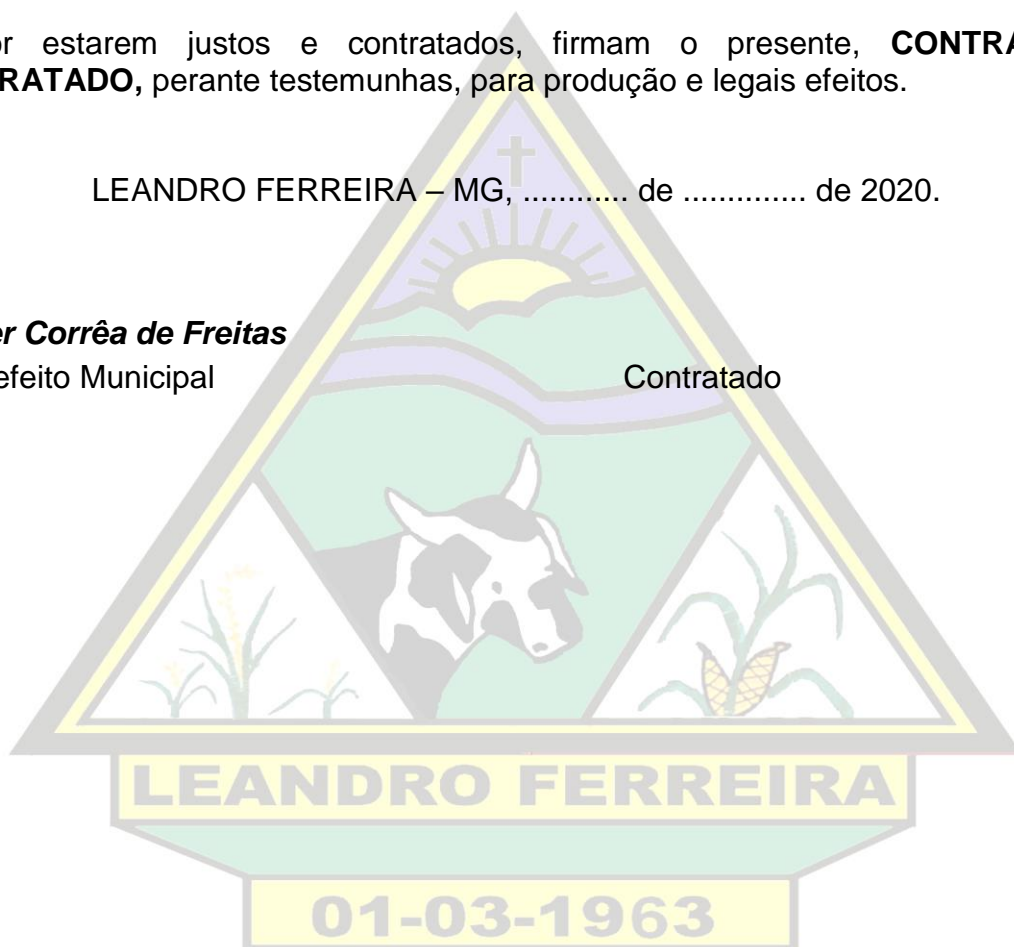 or estarem justos e contratados, firmam o presente, CONTRA
RATADO, perante testemunhas, para produção e legais efeitos.
LEANDRO FERREIRA – MG, ............ de .............. de 2020.
er Corrêa de Freitas
efeito Municipal Contratado
LEANDRO FERREIRA
01-03-1963